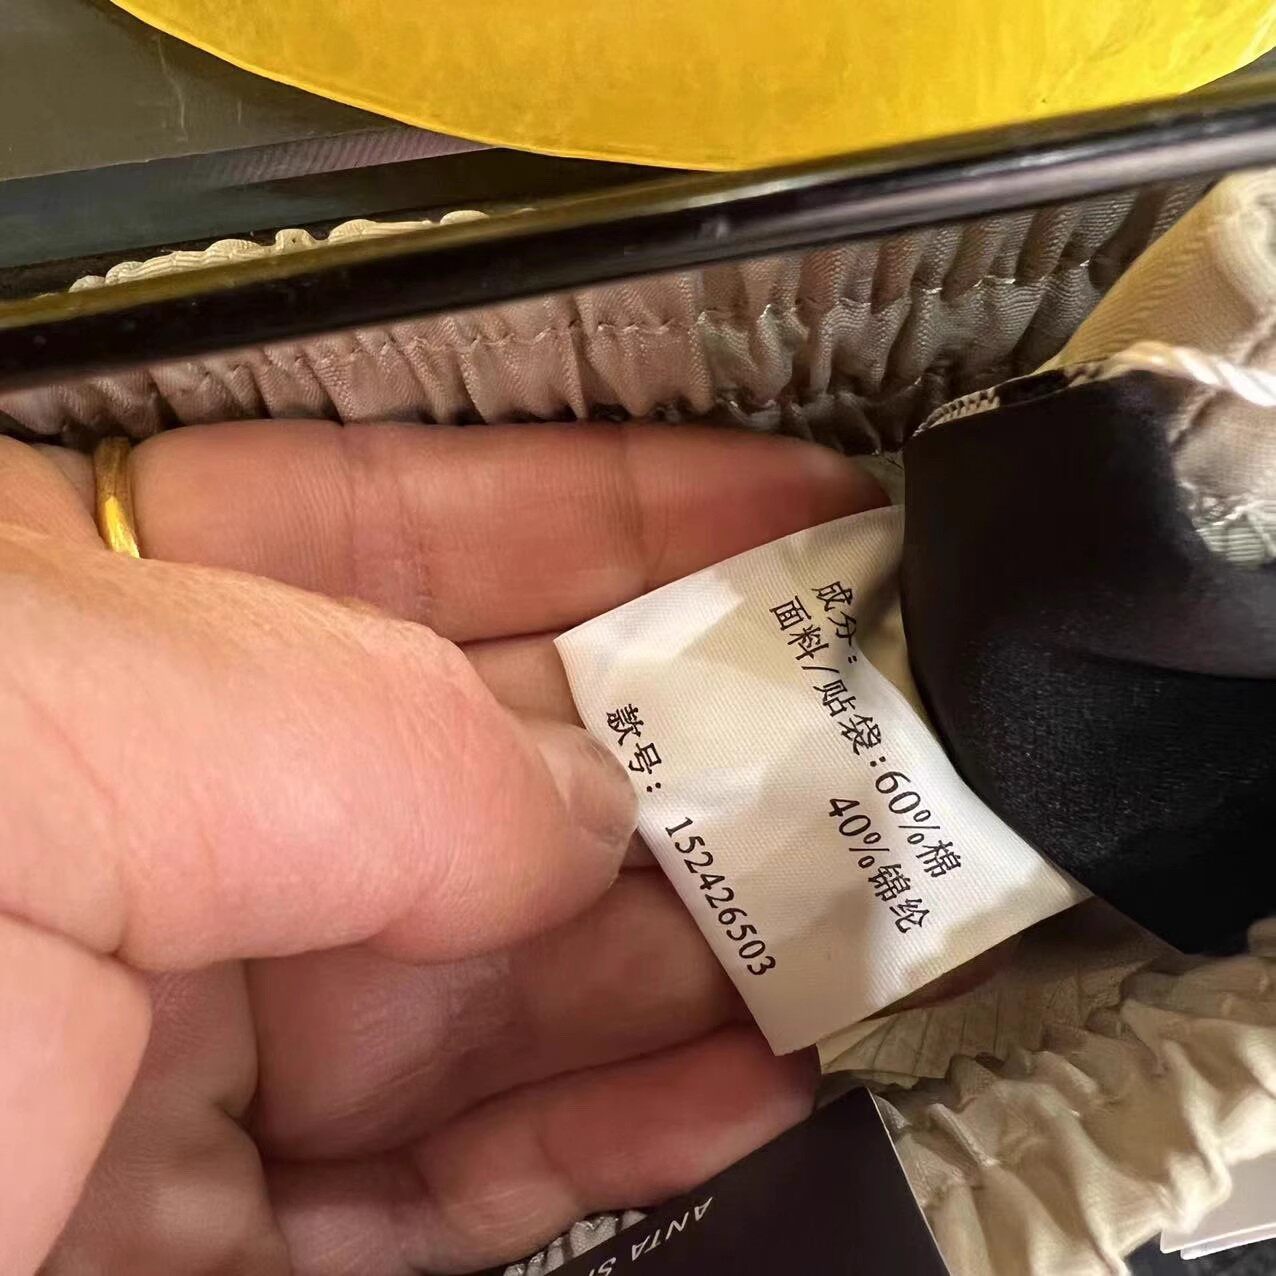 成分：
面料/贴袋：60%棉
40%锦纶
款号： 152426503
ANTA